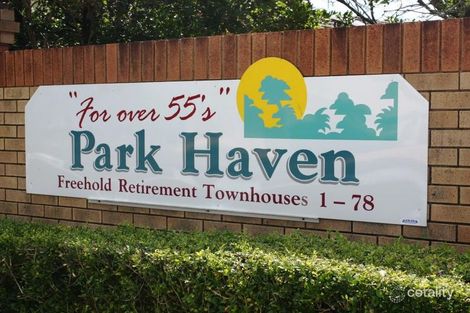 "For over 55's"
Park Haven
Freehold Retirement Townhouses 1 – 78
cotality